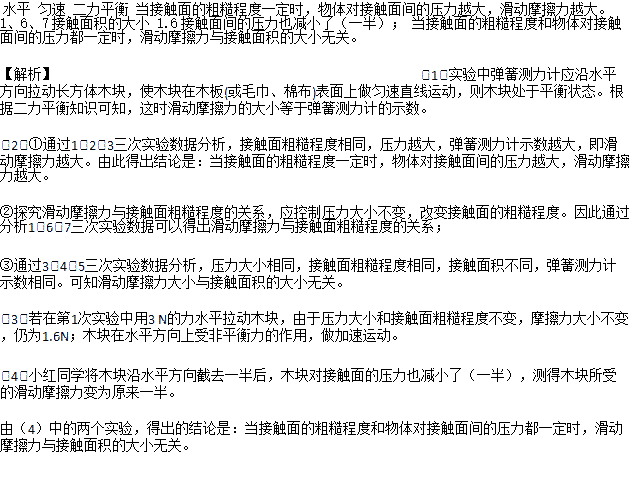 水平 匀速 二力平衡 当接触面的粗糙程度一定时，物体对接触面间的压力越大，滑动摩擦力越大。
1、6、7 接触面积的大小 1.6 接触面间的压力也减小了（一半）； 当接触面的粗糙程度和物体对接触
面间的压力都一定时，滑动摩擦力与接触面积的大小无关。
【解析】 □1□实验中弹簧测力计应沿水平
方向拉动长方体木块，使木块在木板(或毛巾、棉布)表面上做匀速直线运动，则木块处于平衡状态。根
据二力平衡知识可知，这时滑动摩擦力的大小等于弹簧测力计的示数。
□2□①通过1□2□3三次实验数据分析，接触面粗糙程度相同，压力越大，弹簧测力计示数越大，即滑
动摩擦力越大。由此得出结论是：当接触面的粗糙程度一定时，物体对接触面间的压力越大，滑动摩擦
力越大。
②探究滑动摩擦力与接触面粗糙程度的关系，应控制压力大小不变，改变接触面的粗糙程度。因此通过
分析1□6□7三次实验数据可以得出滑动摩擦力与接触面粗糙程度的关系；
③通过3□4□5三次实验数据分析，压力大小相同，接触面粗糙程度相同，接触面积不同，弹簧测力计
示数相同。可知滑动摩擦力大小与接触面积的大小无关。
□3□若在第1次实验中用3 N的力水平拉动木块，由于压力大小和接触面粗糙程度不变，摩擦力大小不变
，仍为1.6N；木块在水平方向上受非平衡力的作用，做加速运动。
□4□小红同学将木块沿水平方向截去一半后，木块对接触面的压力也减小了（一半），测得木块所受
的滑动摩擦力变为原来一半。
由（4）中的两个实验，得出的结论是：当接触面的粗糙程度和物体对接触面间的压力都一定时，滑动
摩擦力与接触面积的大小无关。